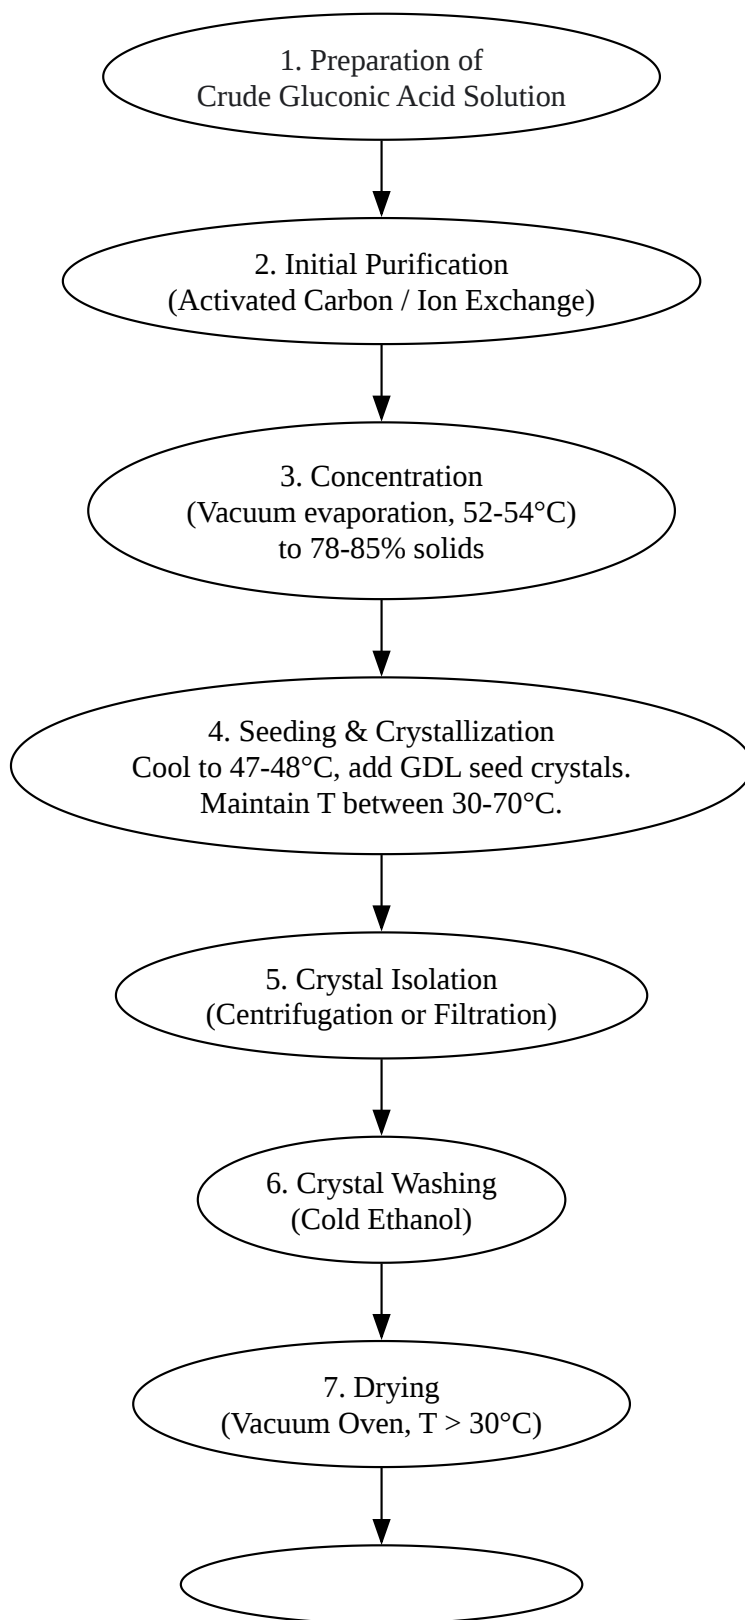 1. Preparation of
Crude Gluconic Acid Solution
2. Initial Purification
(Activated Carbon / Ion Exchange)
3. Concentration
(Vacuum evaporation, 52-54°C)
to 78-85% solids
4. Seeding & Crystallization
Cool to 47-48°C, add GDL seed crystals.
Maintain T between 30-70°C.
5. Crystal Isolation
(Centrifugation or Filtration)
6. Crystal Washing
(Cold Ethanol)
7. Drying
(Vacuum Oven, T > 30°C)